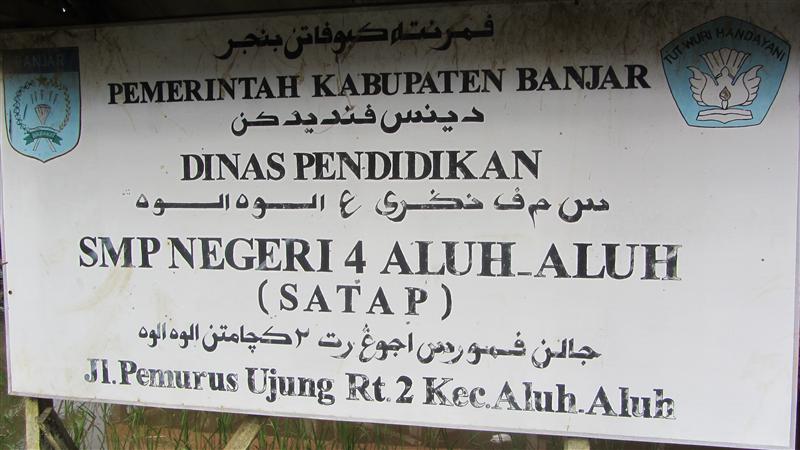 فمرنته كبوفاتن بنجر
BANJAR
TUT WURI HANDAYANI
PEMERINTAH KABUPATEN BANJAR
دينس فنديدكن
DINAS PENDIDIKAN
س م ف نݢري ٤ الوه الوه
SMP NEGERI 4 ALUH-ALUH
(SATAP)
جالن فمورس اجوڠ رت ٢ كچامتن الوه الوه
Jl.Pemurus Ujung Rt.2 Kec.Aluh-Aluh